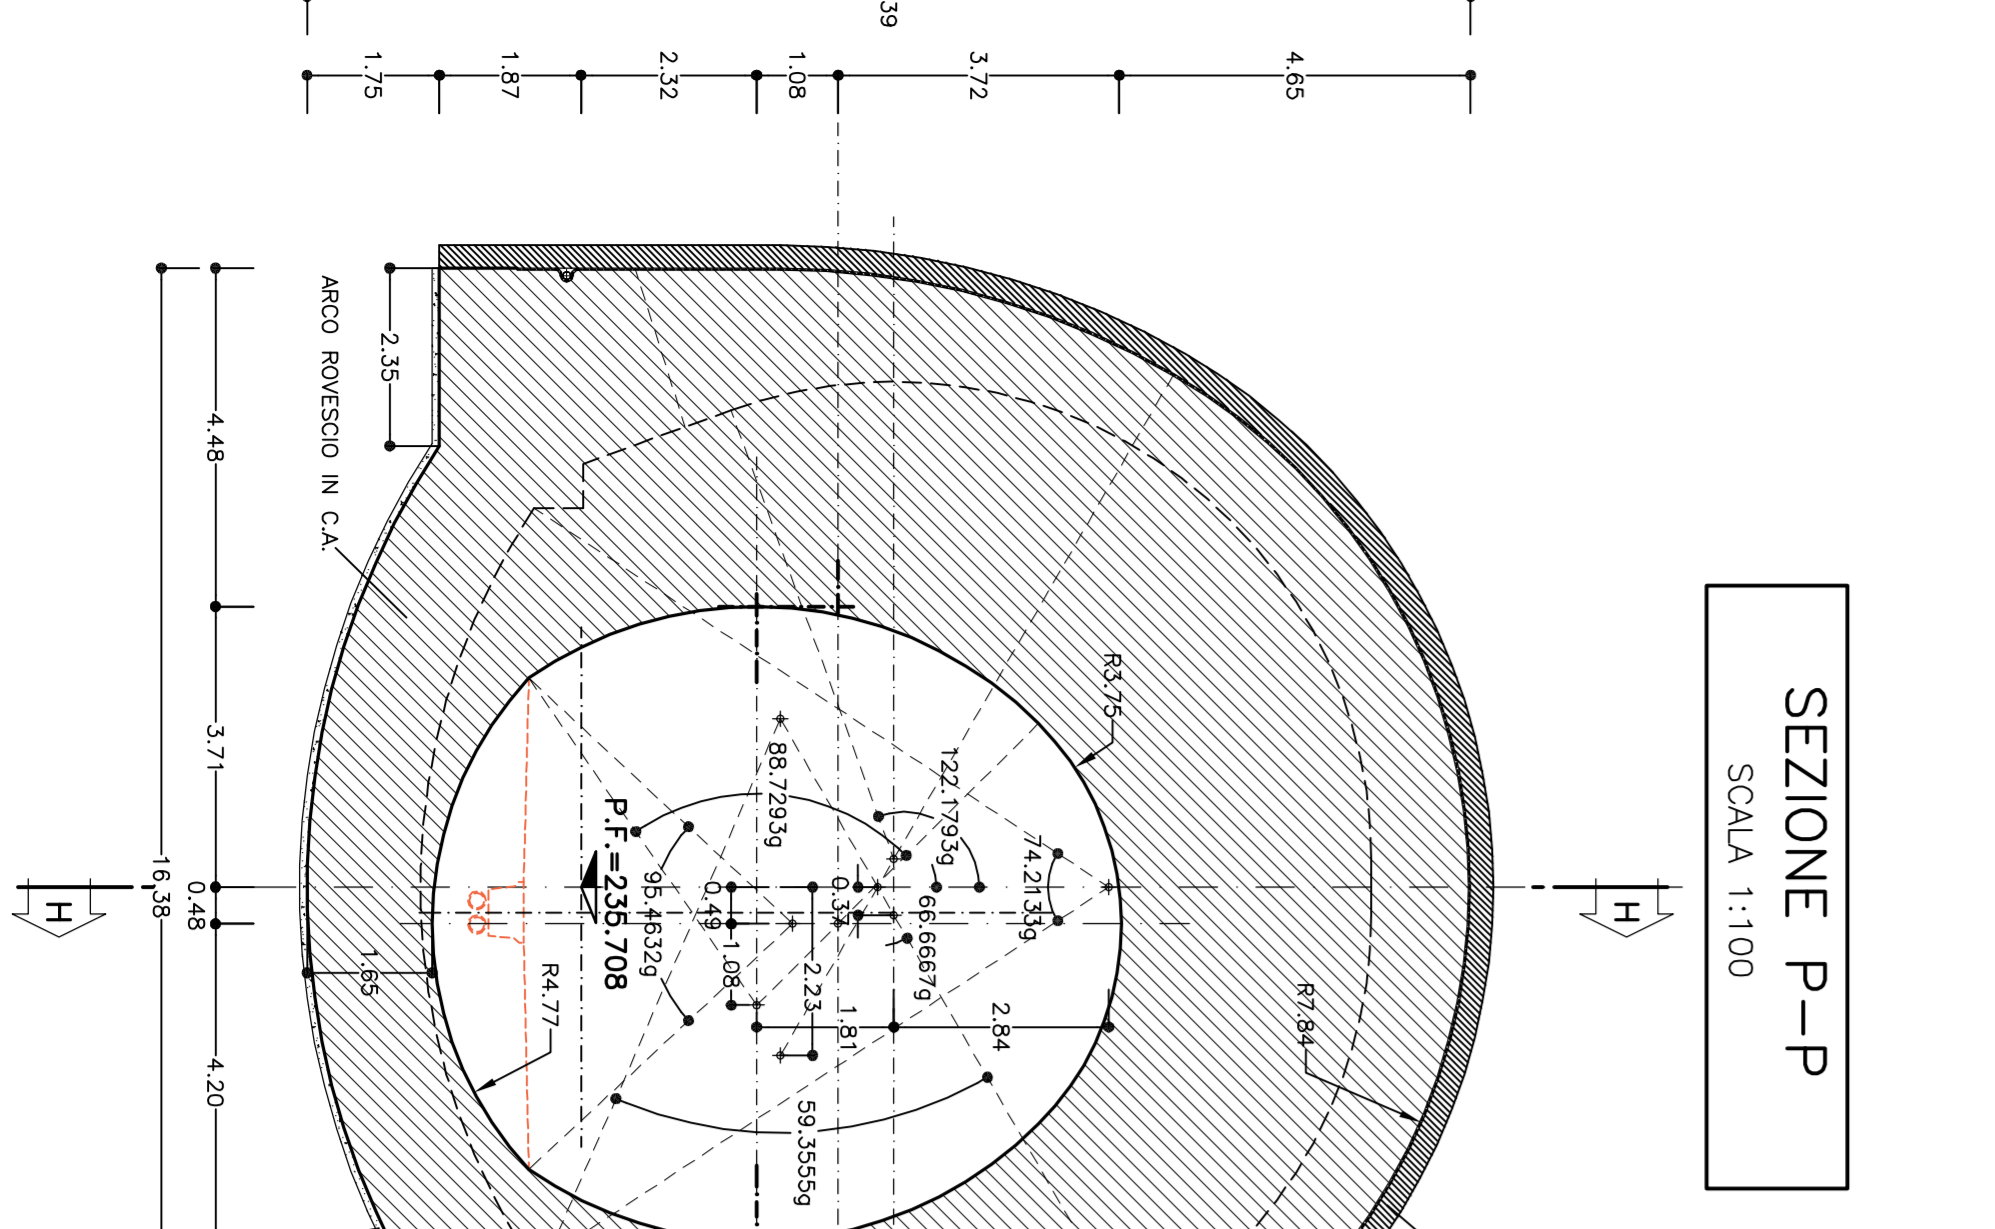 SEZIONE P-P
SCALA 1:100
39
4.65
3.72
1.08
2.32
1.87
1.75
H
H
R7.84
R3.75
74.2133g
122.1793g
66.6667g
2.84
1.81
2.23
59.3555g
88.7293g
0.49
1.08
95.4632g
P.F.=235.708
R4.77
2.35
1.65
ARCO ROVESCIO IN C.A.
4.48
3.71
0.48
4.20
16.38